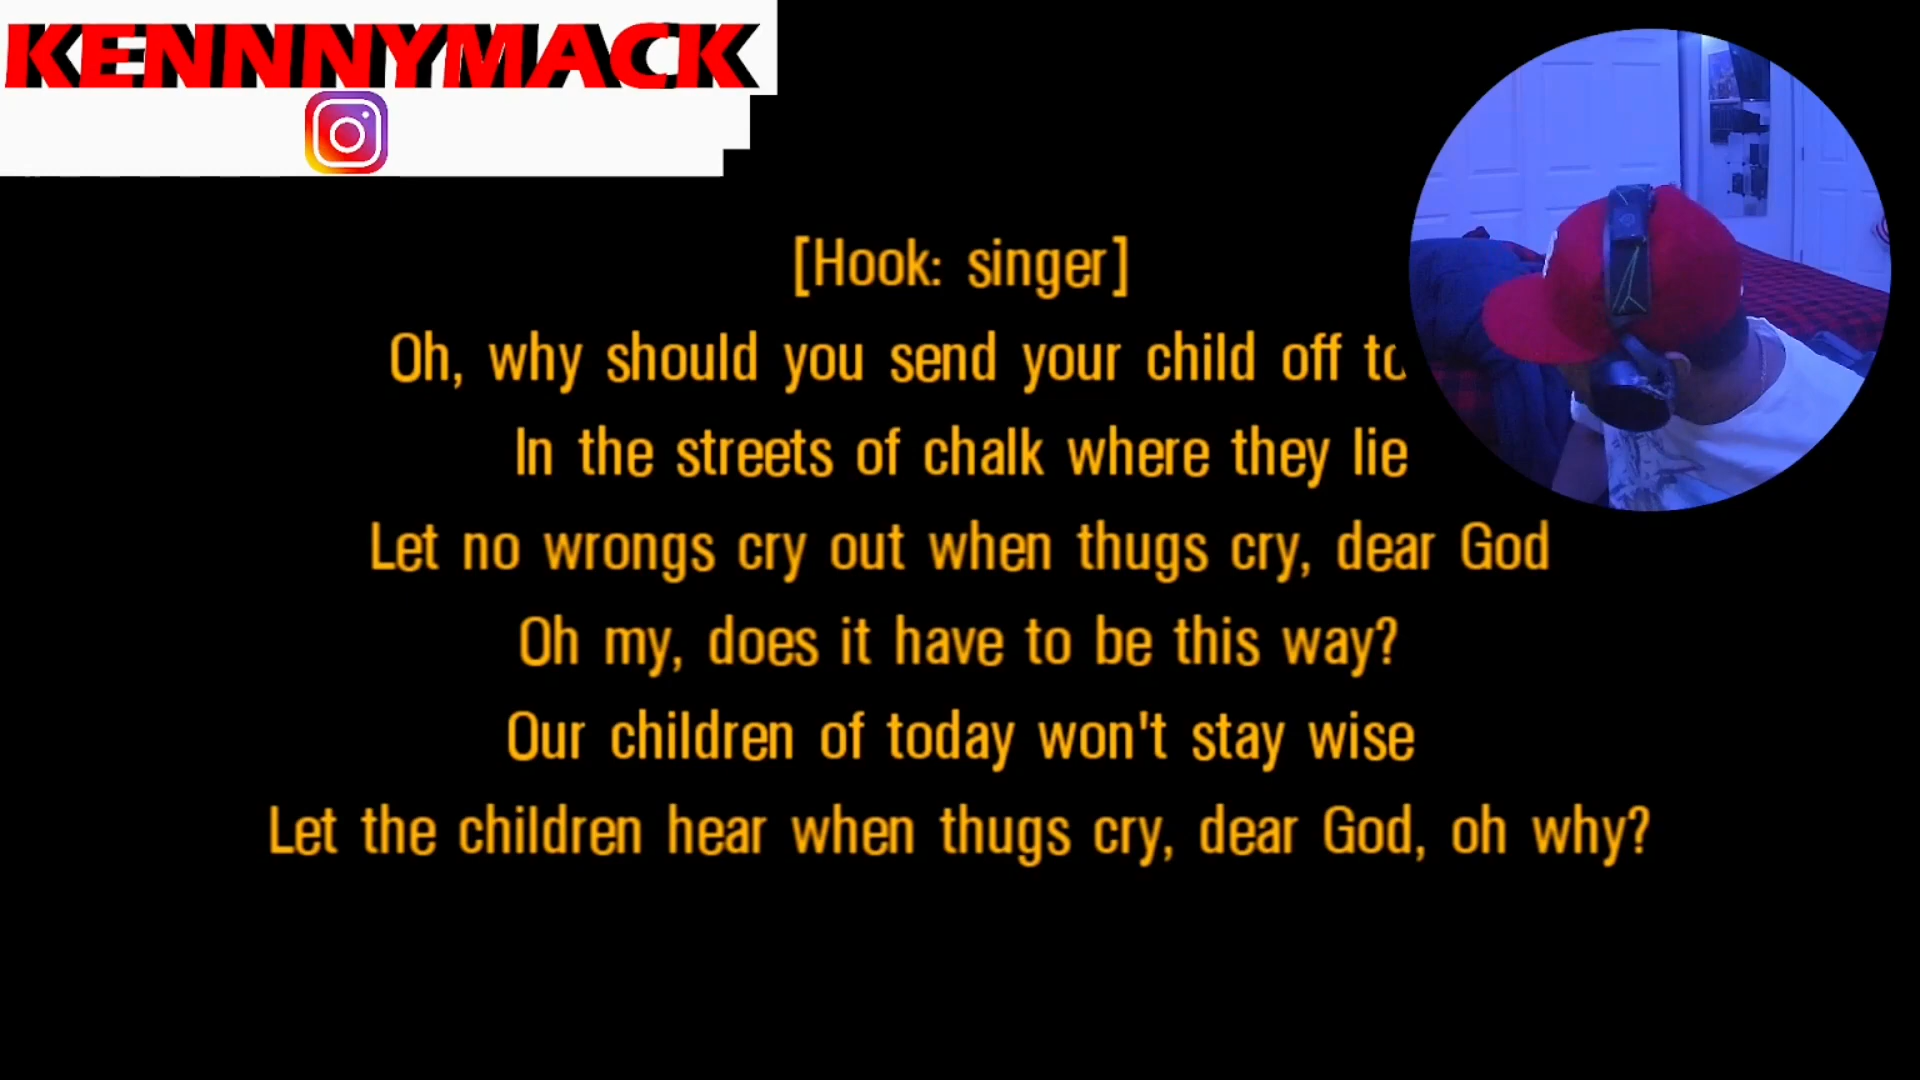 KENNNYMACK
[Hook: singer]
Oh, why should you send your child off to
In the streets of chalk where they lie
Let no wrongs cry out when thugs cry, dear God
Oh my, does it have to be this way?
Our children of today won't stay wise
Let the children hear when thugs cry, dear God, oh why?